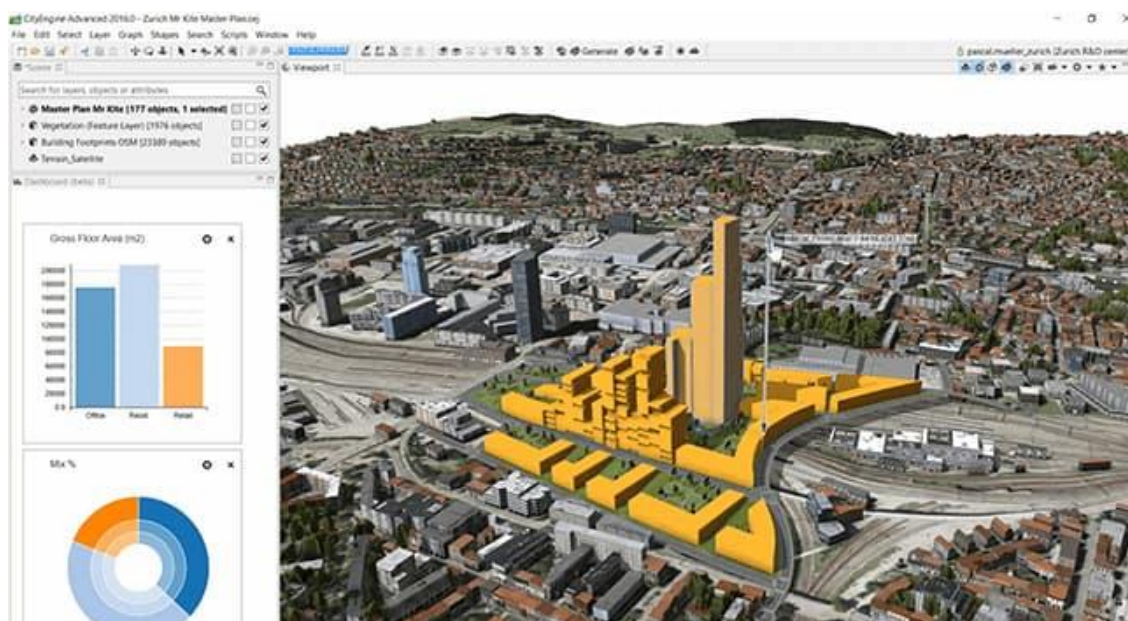 CityEngine Advanced 2016.0 - Zurich Mr Kite Master Plan.cej
File Edit Select Layer Graph Shapes Search Scripts Window Help
Generate
pascal.mueller_zurich (Zurich R&D center)
Scene
Viewport
Search for layers, objects or attributes
Master Plan Mr Kite [177 objects, 1 selected]
Vegetation (Feature Layer) [1976 objects]
Building Footprints OSM [23389 objects]
Terrain_Satellite
Dashboard (beta)
Gross Floor Area (m2)
200000
180000
160000
140000
120000
100000
80000
60000
40000
20000
0.0
Office Resid Retail
Mix %